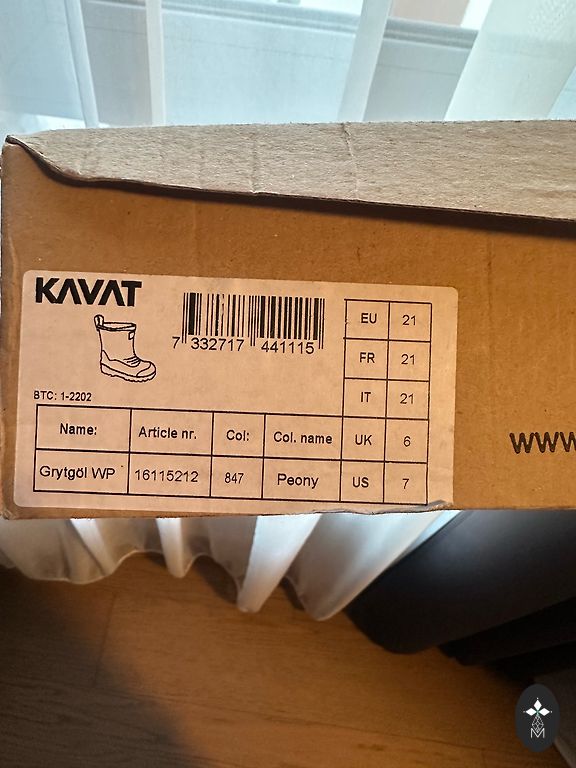 KAVAT
7 332717 441115
BTC: 1-2202
EU 21
FR 21
IT 21
Name: Article nr. Col: Col. name UK 6
Grytgöl WP 16115212 847 Peony US 7
www
M